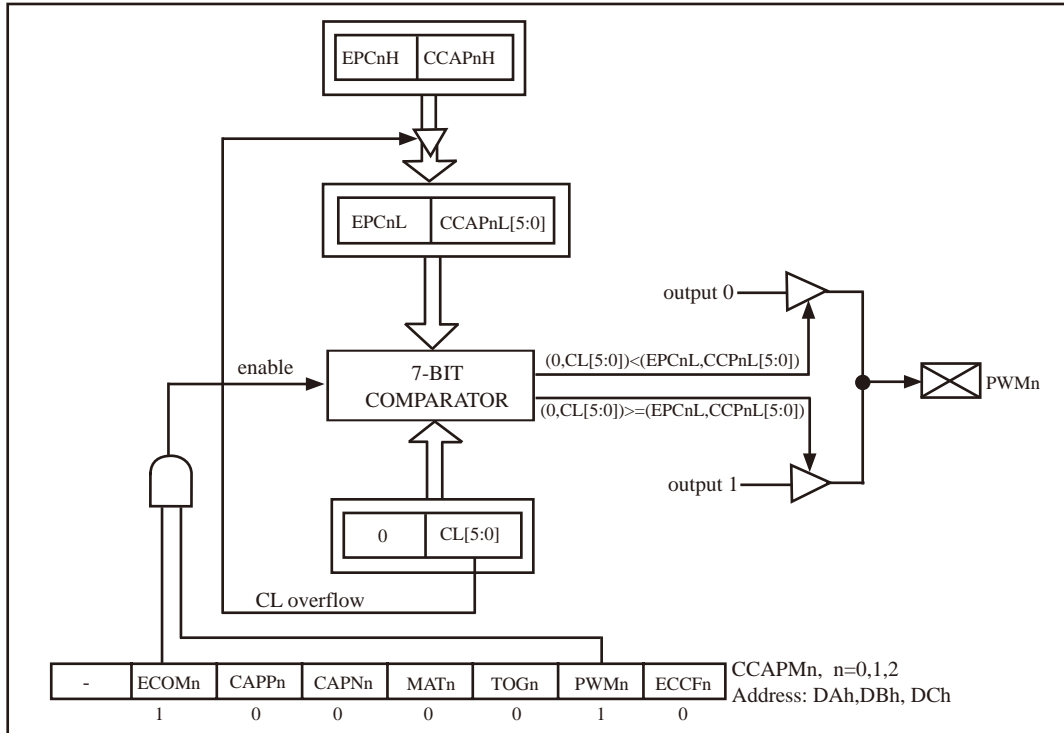 EPCnH CCAPnH
EPCnL CCAPnL[5:0]
output 0
(0,CL[5:0])<(EPCnL,CCPnL[5:0])
enable
7-BIT
COMPARATOR
PWMn
(0,CL[5:0])>=(EPCnL,CCPnL[5:0])
output 1
0 CL[5:0]
CL overflow
- ECOMn CAPPn CAPNn MATn TOGn PWMn ECCFn
CCAPMn, n=0,1,2
Address: DAh,DBh, DCh
1 0 0 0 0 1 0